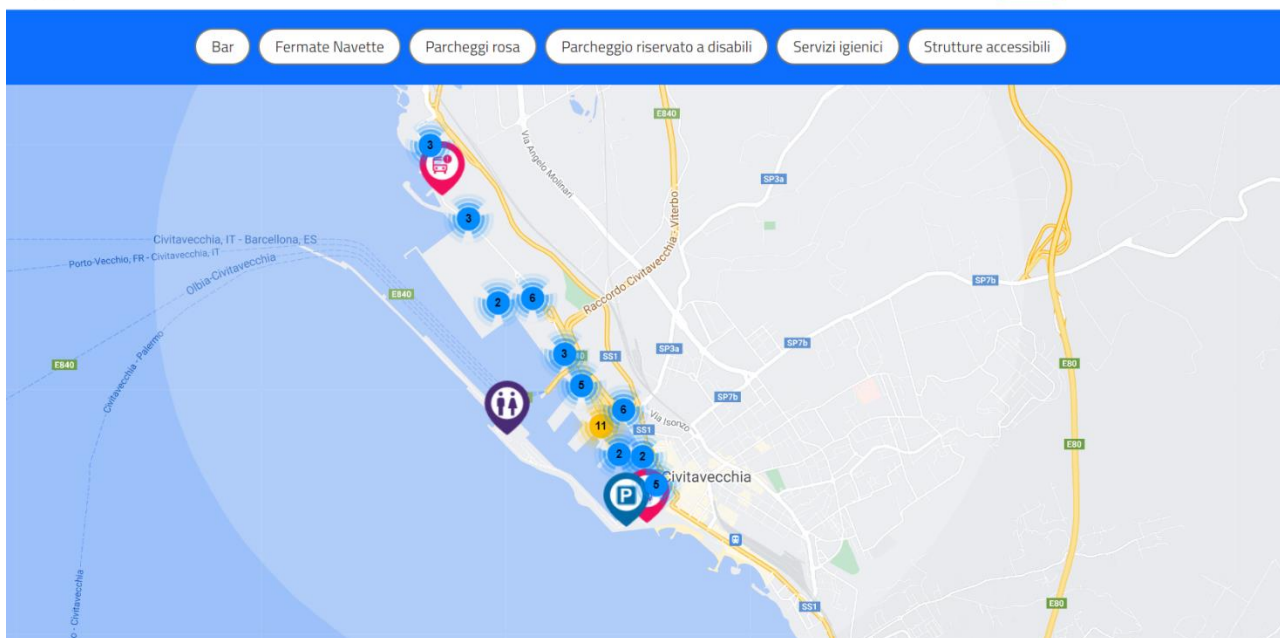 Bar
Fermate Navette
Parcheggi rosa
Parcheggio riservato a disabili
Servizi igienici
Strutture accessibili
E840
Via Angelo Molinari
SP3a
3
3
Raccordo Civitavecchia - Viterbo
Civitavecchia, IT - Barcellona, ES
Porto-Vecchio, FR - Civitavecchia, IT
Olbia-Civitavecchia
E840
SP7b
2
6
SP7b
3
SS1
SP3a
E840
Civitavecchia - Palermo
5
SP7b
6
Via Isonzo
11
SS1
E80
2
2
Civitavecchia
5
P
E80
SS1
- Civitavecchia